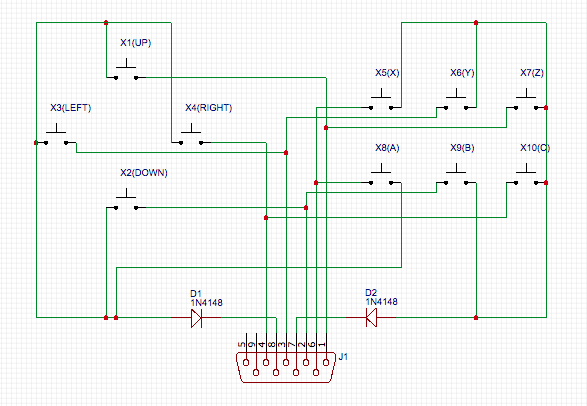 X1(UP)
X5(X)
X6(Y)
X7(Z)
X3(LEFT)
X4(RIGHT)
X8(A)
X9(B)
X10(C)
X2(DOWN)
D1
1N4148
D2
1N4148
5 9 4 8 3 7 2 6 1
J1